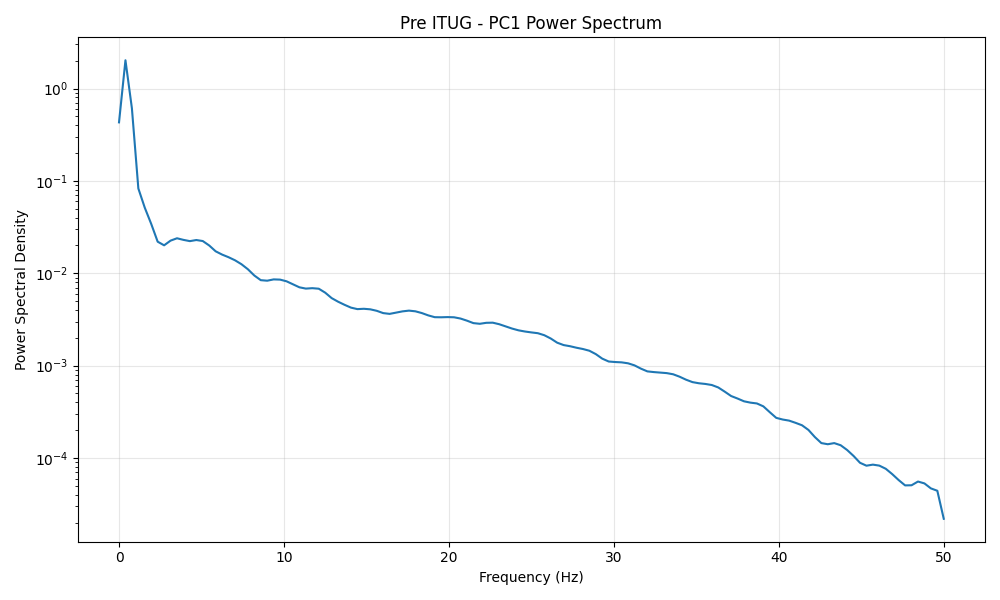 Pre ITUG - PC1 Power Spectrum
Power Spectral Density
10⁰
10⁻¹
10⁻²
10⁻³
10⁻⁴
0 10 20 30 40 50
Frequency (Hz)